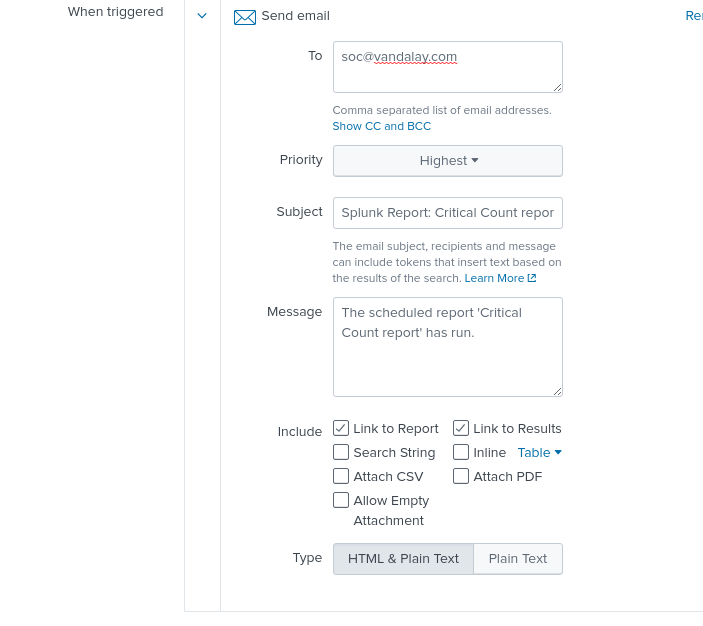 When triggered
Send email
Rer
To
soc@vandalay.com
Comma separated list of email addresses.
Show CC and BCC
Priority
Highest
Subject
Splunk Report: Critical Count repor
The email subject, recipients and message
can include tokens that insert text based on
the results of the search. Learn More
Message
The scheduled report 'Critical
Count report' has run.
Include
Link to Report
Link to Results
Search String
Inline Table
Attach CSV
Attach PDF
Allow Empty
Attachment
Type
HTML & Plain Text
Plain Text